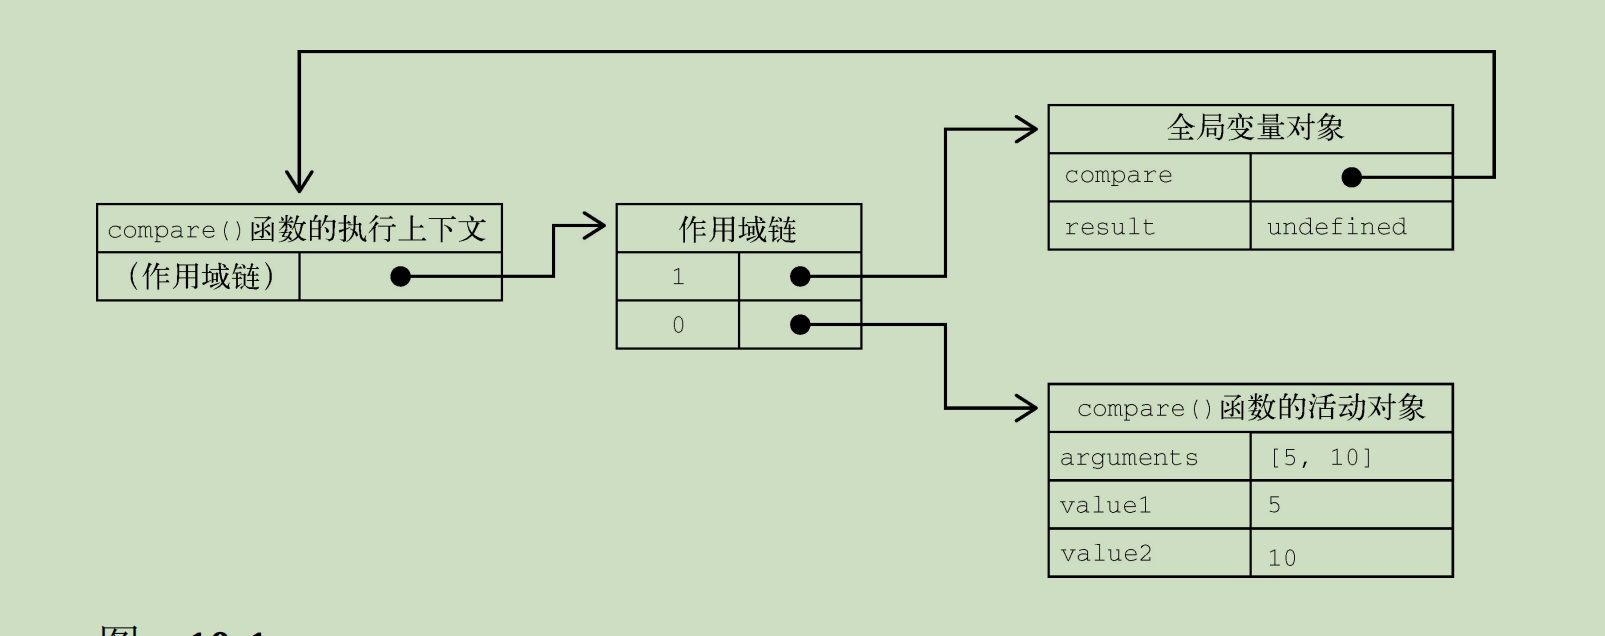 全局变量对象
compare
result undefined
compare()函数的执行上下文
(作用域链)
作用域链
1
0
compare()函数的活动对象
arguments [5, 10]
value1 5
value2 10